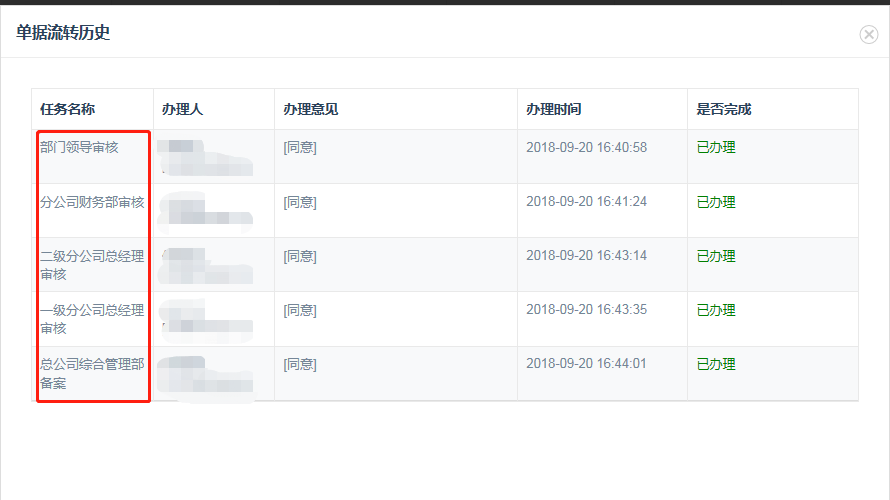 单据流转历史
任务名称 办理人 办理意见 办理时间 是否完成
部门领导审核 [同意] 2018-09-20 16:40:58 已办理
分公司财务部审核 [同意] 2018-09-20 16:41:24 已办理
二级分公司总经理 [同意] 2018-09-20 16:43:14 已办理
审核
一级分公司总经理 [同意] 2018-09-20 16:43:35 已办理
审核
总公司综合管理部 [同意] 2018-09-20 16:44:01 已办理
备案